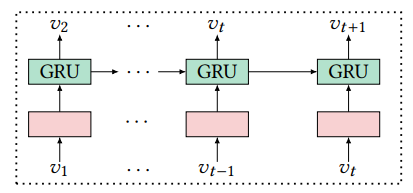 v2 ··· vt vt+1
GRU ··· GRU GRU
···
v1 ··· vt−1 vt